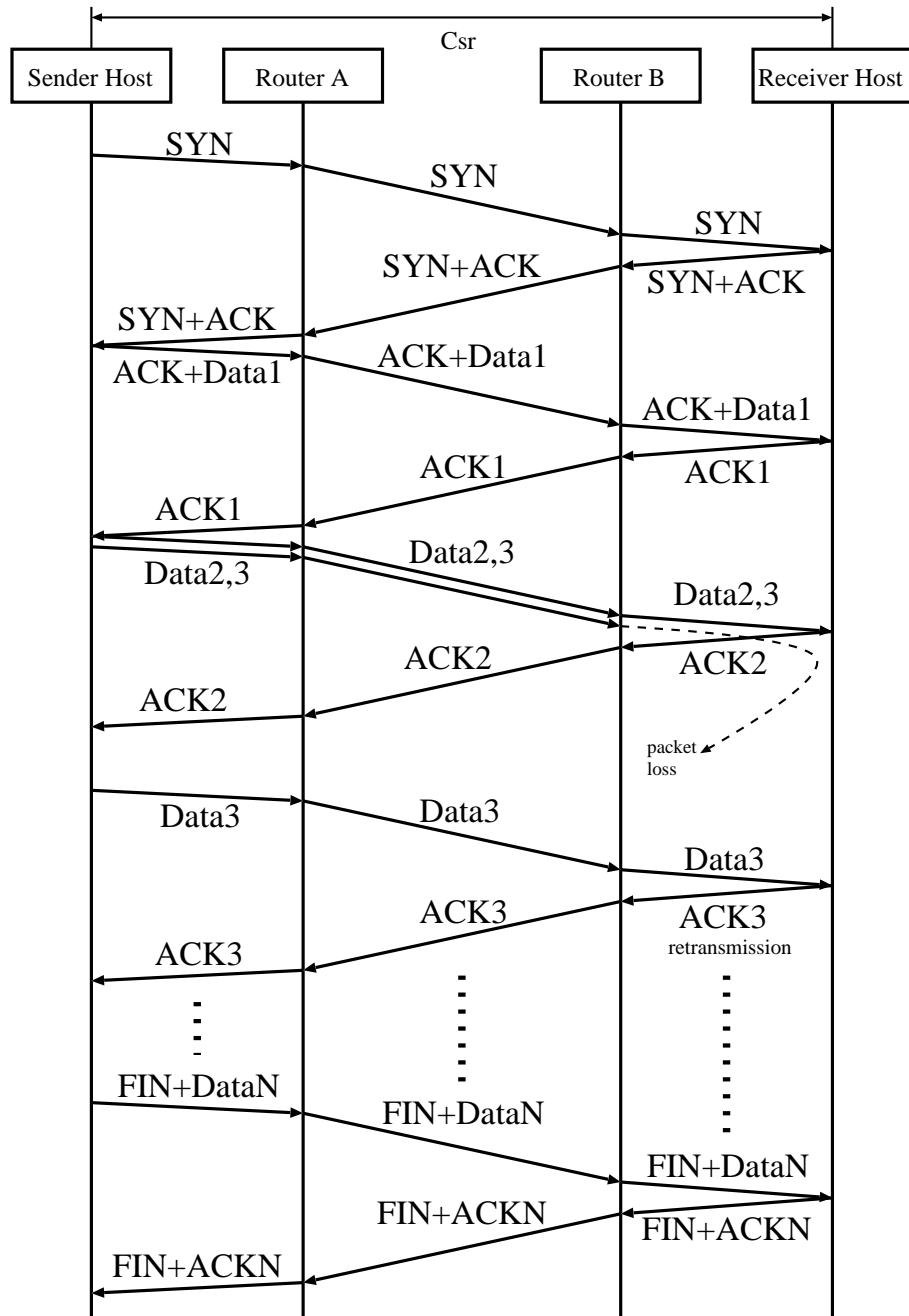 Csr
Sender Host
Router A
Router B
Receiver Host
SYN
SYN
SYN
SYN+ACK
SYN+ACK
SYN+ACK
ACK+Data1
ACK+Data1
ACK+Data1
ACK1
ACK1
ACK1
Data2,3
Data2,3
Data2,3
ACK2
ACK2
ACK2
packet
loss
Data3
Data3
Data3
ACK3
ACK3
retransmission
ACK3
FIN+DataN
FIN+DataN
FIN+DataN
FIN+ACKN
FIN+ACKN
FIN+ACKN